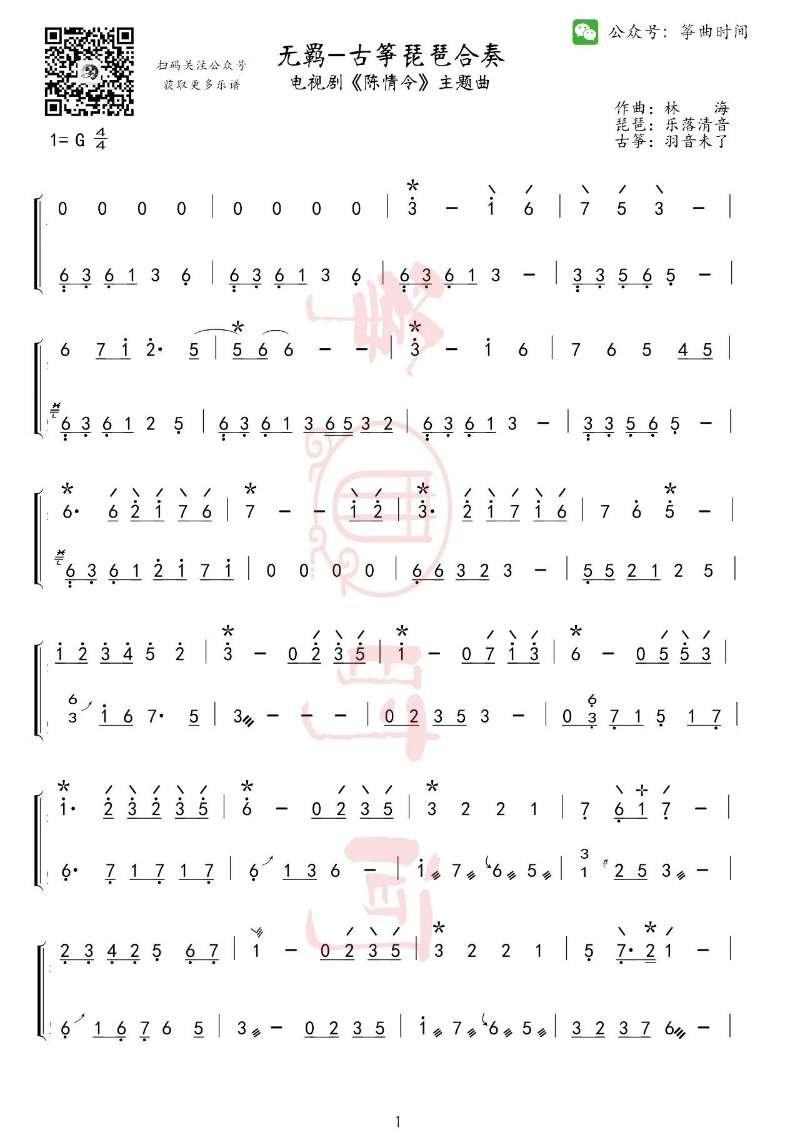 公众号：筝曲时间
扫码关注公众号
获取更多乐谱
无羁—古筝琵琶合奏
电视剧《陈情令》主题曲
作曲：林 海
琵琶：乐落清音
古筝：羽音未了
1= G 4/4
0 0 0 0 | 0 0 0 0 | 3 - 1 6 | 7 5 3 - |
6 3 6 1 3 6 | 6 3 6 1 3 6 | 6 3 6 1 3 - | 3 3 5 6 5 - |
6 7 1 2· 5 | 5 6 6 - - | 3 - 1 6 | 7 6 5 4 5 |
6 3 6 1 2 5 | 6 3 6 1 3 6 5 3 2 | 6 3 6 1 3 - | 3 3 5 6 5 - |
6· 6 2 1 7 6 | 7 - - 1 2 | 3· 2 1 7 1 6 | 7 6 5 - |
6 3 6 1 2 1 7 1 | 0 0 0 0 | 6 6 3 2 3 - | 5 5 2 1 2 5 |
1 2 3 4 5 2 | 3 - 0 2 3 5 | 1 - 0 7 1 3 | 6 - 0 5 5 3 |
6
3 1 6 7· 5 | 3 - - - | 0 2 3 5 3 - | 0 3 7 1 5 1 7 |
6
1· 2 3 2 3 5 | 6 - 0 2 3 5 | 3 2 2 1 | 7 6 1 7 - |
6· 7 1 7 1 7 | 6 1 3 6 - | 1 7 6 5 | 1 2 5 3 - |
3
2 3 4 2 5 6 7 | 1 - 0 2 3 5 | 3 2 2 1 | 5 7· 2 1 - |
6 1 6 7 6 5 | 3 - 0 2 3 5 | 1 7 6 5 | 3 2 3 7 6 - |
筝曲时间
1